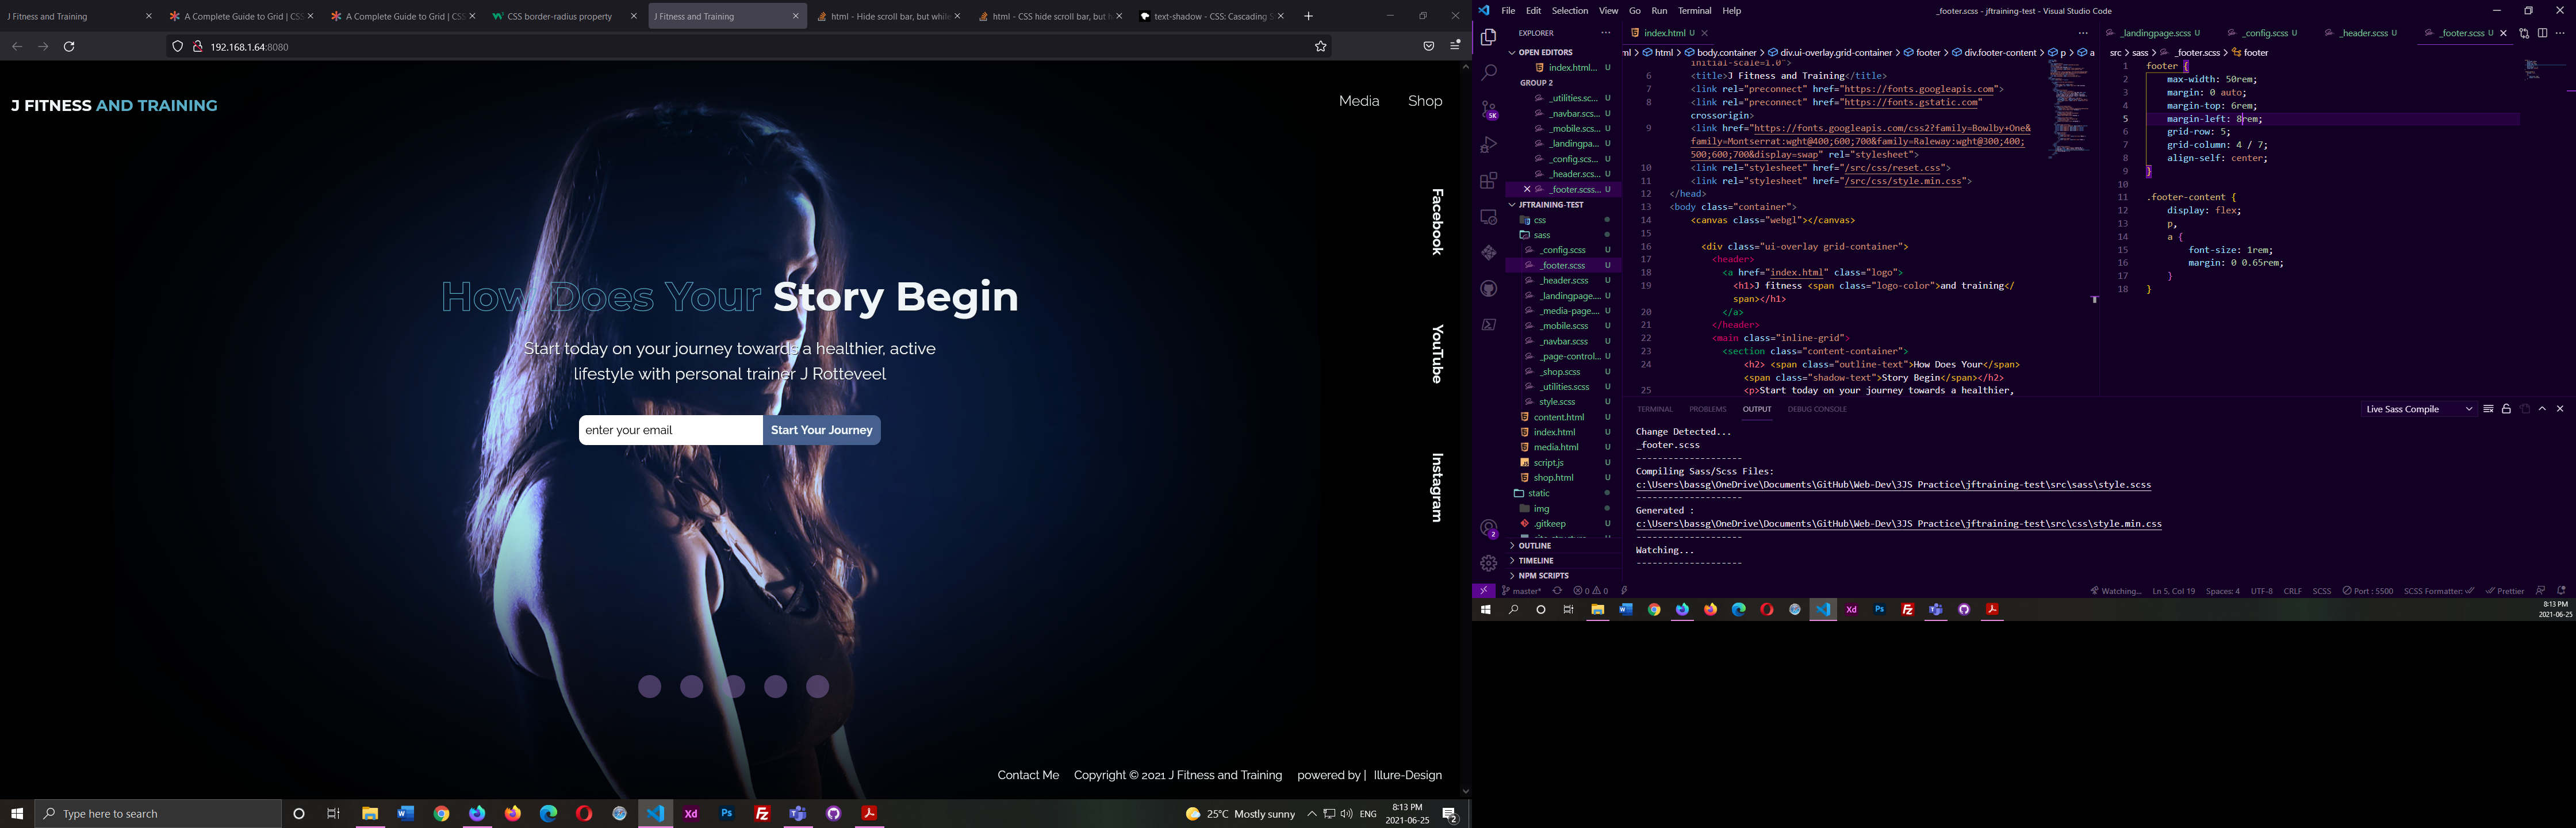 J Fitness and Training
A Complete Guide to Grid | CSS
A Complete Guide to Grid | CSS
CSS border-radius property
J Fitness and Training
html - Hide scroll bar, but while
html - CSS hide scroll bar, but h
text-shadow - CSS: Cascading S
192.168.1.64:8080
J FITNESS AND TRAINING
Media
Shop
Facebook
How Does Your Story Begin
YouTube
Start today on your journey towards a healthier, active
lifestyle with personal trainer J Rotteveel
enter your email
Start Your Journey
Instagram
Contact Me
Copyright © 2021 J Fitness and Training
powered by |
Illure-Design
Type here to search
25°C Mostly sunny
ENG
8:13 PM
2021-06-25
2
File Edit Selection View Go Run Terminal Help
_footer.scss - jftraining-test - Visual Studio Code
EXPLORER
OPEN EDITORS
index.html... U
GROUP 2
_utilities.sc... U
_navbar.scs... U
_mobile.scs... U
_landingpa... U
_config.scs... U
_header.scs... U
_footer.scss... U
JFTRAINING-TEST
css
sass
_config.scss U
_footer.scss U
_header.scss U
_landingpage.... U
_media-page.... U
_mobile.scss U
_navbar.scss U
_page-control... U
_shop.scss U
_utilities.scss U
style.scss U
content.html U
index.html U
media.html U
script.js U
shop.html U
static
img
.gitkeep U
OUTLINE
TIMELINE
NPM SCRIPTS
5K
2
index.html U
ml > html > body.container > div.ui-overlay.grid-container > footer > div.footer-content > p > a
initial-scale=1.0">
6 <title>J Fitness and Training</title>
7 <link rel="preconnect" href="https://fonts.googleapis.com">
8 <link rel="preconnect" href="https://fonts.gstatic.com"
crossorigin>
9 <link href="https://fonts.googleapis.com/css2?family=Bowlby+One&
family=Montserrat:wght@400;600;700&family=Raleway:wght@300;400;
500;600;700&display=swap" rel="stylesheet">
10 <link rel="stylesheet" href="/src/css/reset.css">
11 <link rel="stylesheet" href="/src/css/style.min.css">
12 </head>
13 <body class="container">
14 <canvas class="webgl"></canvas>
15
16 <div class="ui-overlay grid-container">
17 <header>
18 <a href="index.html" class="logo">
19 <h1>J fitness <span class="logo-color">and training</
span></h1>
20 </a>
21 </header>
22 <main class="inline-grid">
23 <section class="content-container">
24 <h2> <span class="outline-text">How Does Your</span>
<span class="shadow-text">Story Begin</span></h2>
25 <p>Start today on your journey towards a healthier,
_landingpage.scss U
_config.scss U
_header.scss U
_footer.scss U
src > sass > _footer.scss > footer
1 footer {
2 max-width: 50rem;
3 margin: 0 auto;
4 margin-top: 6rem;
5 margin-left: 8rem;
6 grid-row: 5;
7 grid-column: 4 / 7;
8 align-self: center;
9 }
10
11 .footer-content {
12 display: flex;
13 p,
14 a {
15 font-size: 1rem;
16 margin: 0 0.65rem;
17 }
18 }
TERMINAL PROBLEMS OUTPUT DEBUG CONSOLE
Live Sass Compile
Change Detected...
_footer.scss
--------------------
Compiling Sass/Scss Files:
c:\Users\bassg\OneDrive\Documents\GitHub\Web-Dev\3JS Practice\jftraining-test\src\sass\style.scss
--------------------
Generated :
c:\Users\bassg\OneDrive\Documents\GitHub\Web-Dev\3JS Practice\jftraining-test\src\css\style.min.css
--------------------
Watching...
--------------------
master* 0 0
Watching... Ln 5, Col 19 Spaces: 4 UTF-8 CRLF SCSS Port : 5500 SCSS Formatter: Prettier
8:13 PM
2021-06-25